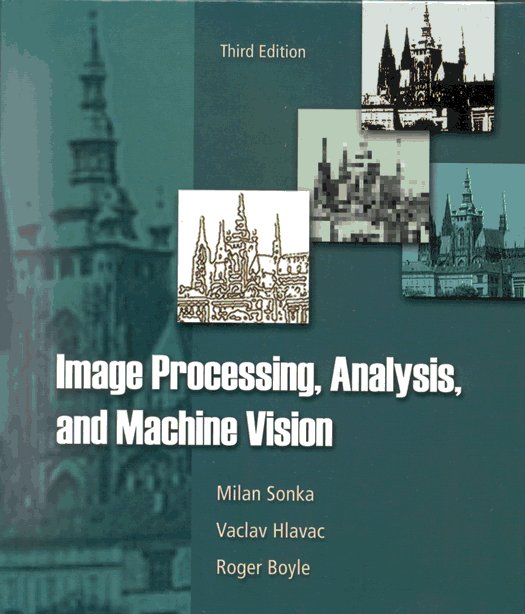 Third Edition
Image Processing, Analysis,
and Machine Vision
Milan Sonka
Vaclav Hlavac
Roger Boyle